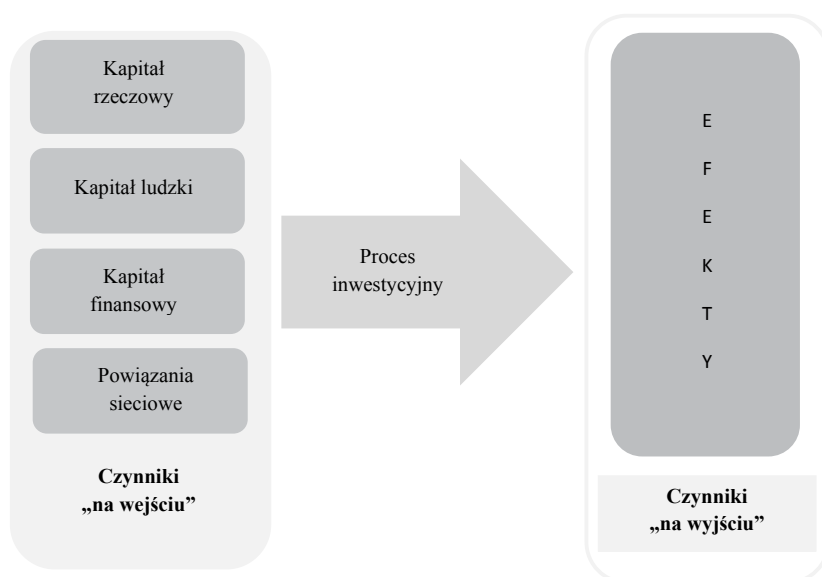 Kapitał
rzeczowy
Kapitał ludzki
Kapitał
finansowy
Powiązania
sieciowe
Czynniki
„na wejściu”
Proces
inwestycyjny
E
F
E
K
T
Y
Czynniki
„na wyjściu”